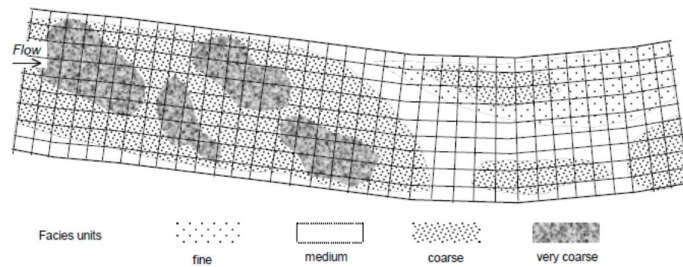 Flow
Facies units
fine
medium
coarse
very coarse